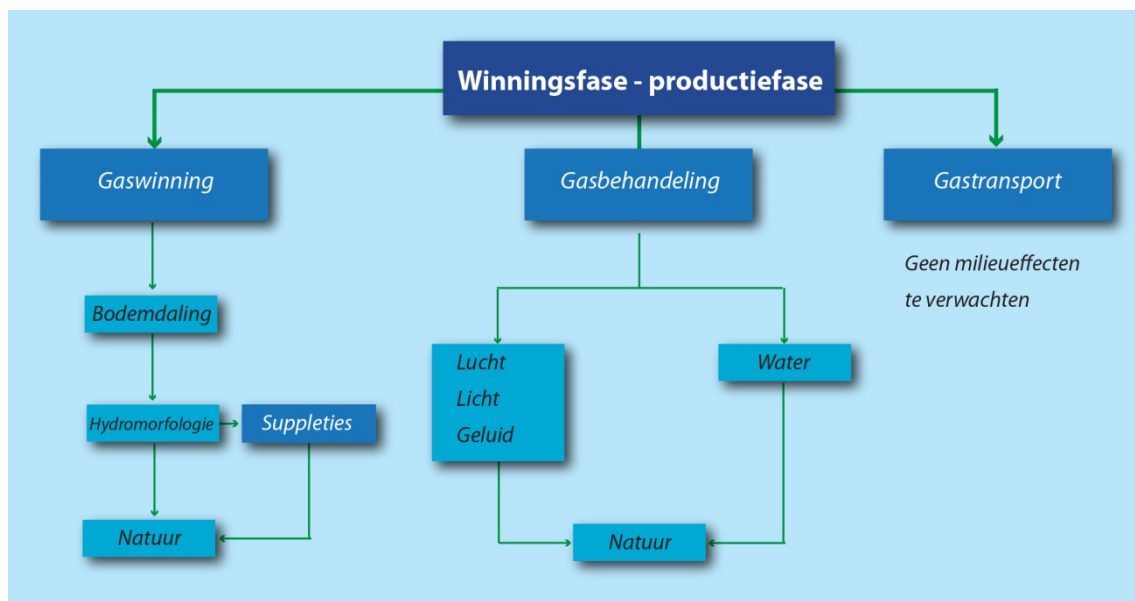 Winningsfase - productiefase
Gaswinning
Gasbehandeling
Gastransport
Geen milieueffecten
te verwachten
Bodemdaling
Lucht
Licht
Geluid
Water
Hydromorfologie
Suppleties
Natuur
Natuur